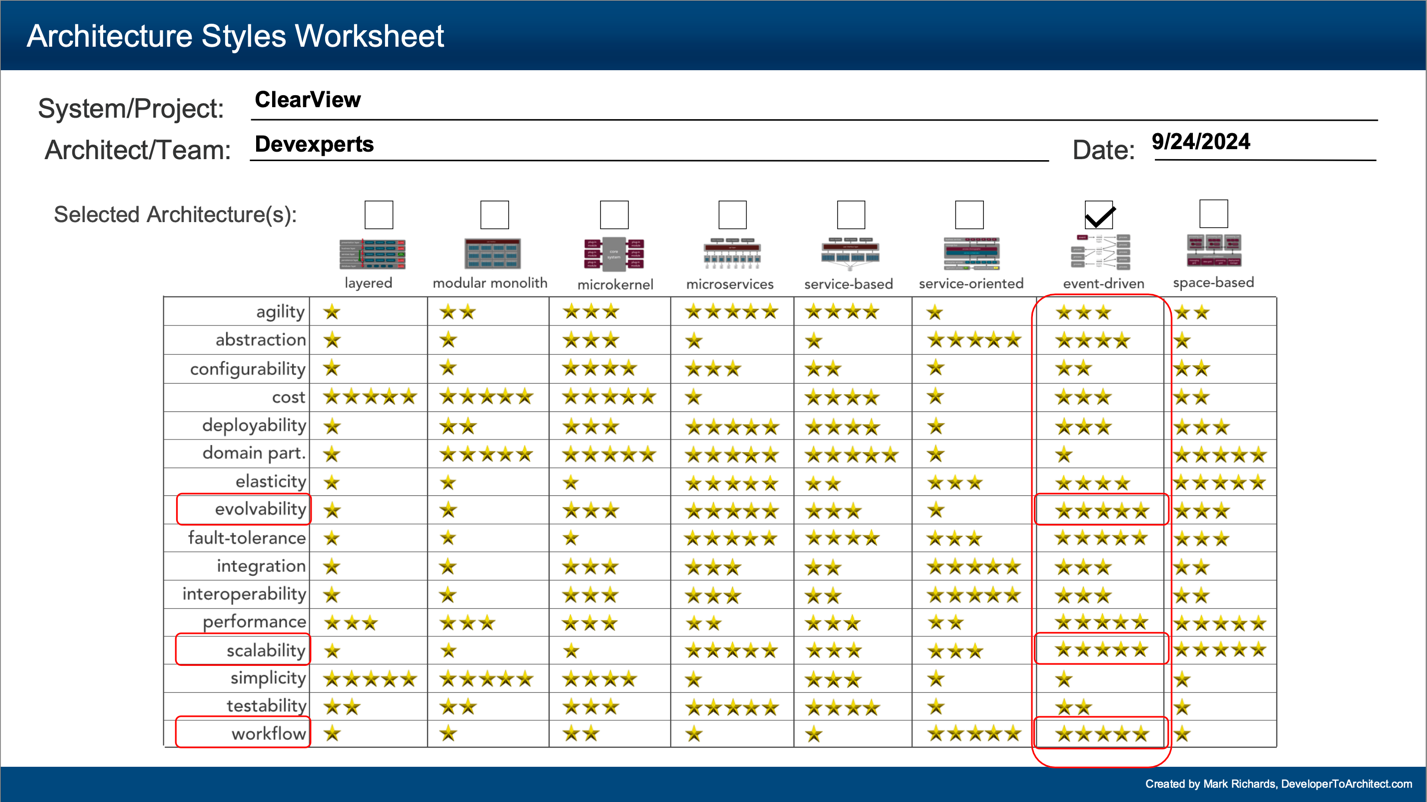 Architecture Styles Worksheet
System/Project: ClearView
Architect/Team: Devexperts Date: 9/24/2024
Selected Architecture(s):
layered modular monolith microkernel microservices service-based service-oriented event-driven space-based
agility
abstraction
configurability
cost
deployability
domain part.
elasticity
evolvability
fault-tolerance
integration
interoperability
performance
scalability
simplicity
testability
workflow
Created by Mark Richards, DeveloperToArchitect.com